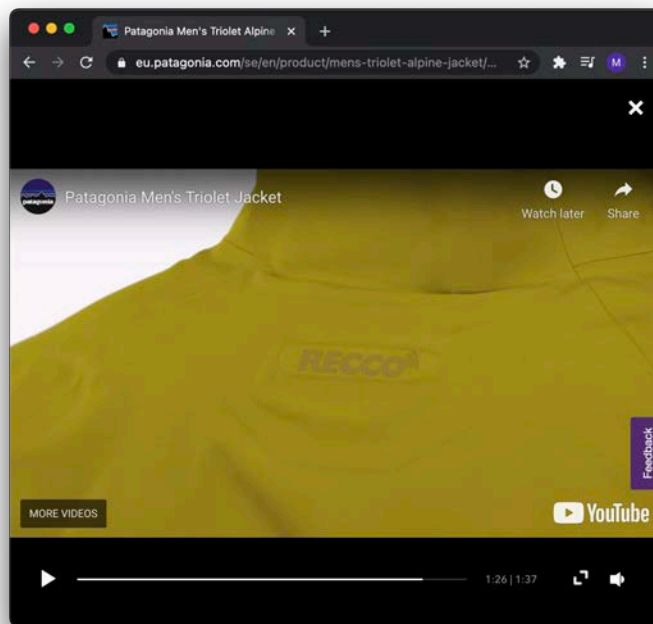 Patagonia Men's Triolet Alpine
eu.patagonia.com/se/en/product/mens-triolet-alpine-jacket/...
M
patagonia
Patagonia Men's Triolet Jacket
Watch later
Share
RECCO
Feedback
MORE VIDEOS
YouTube
1:26 | 1:37